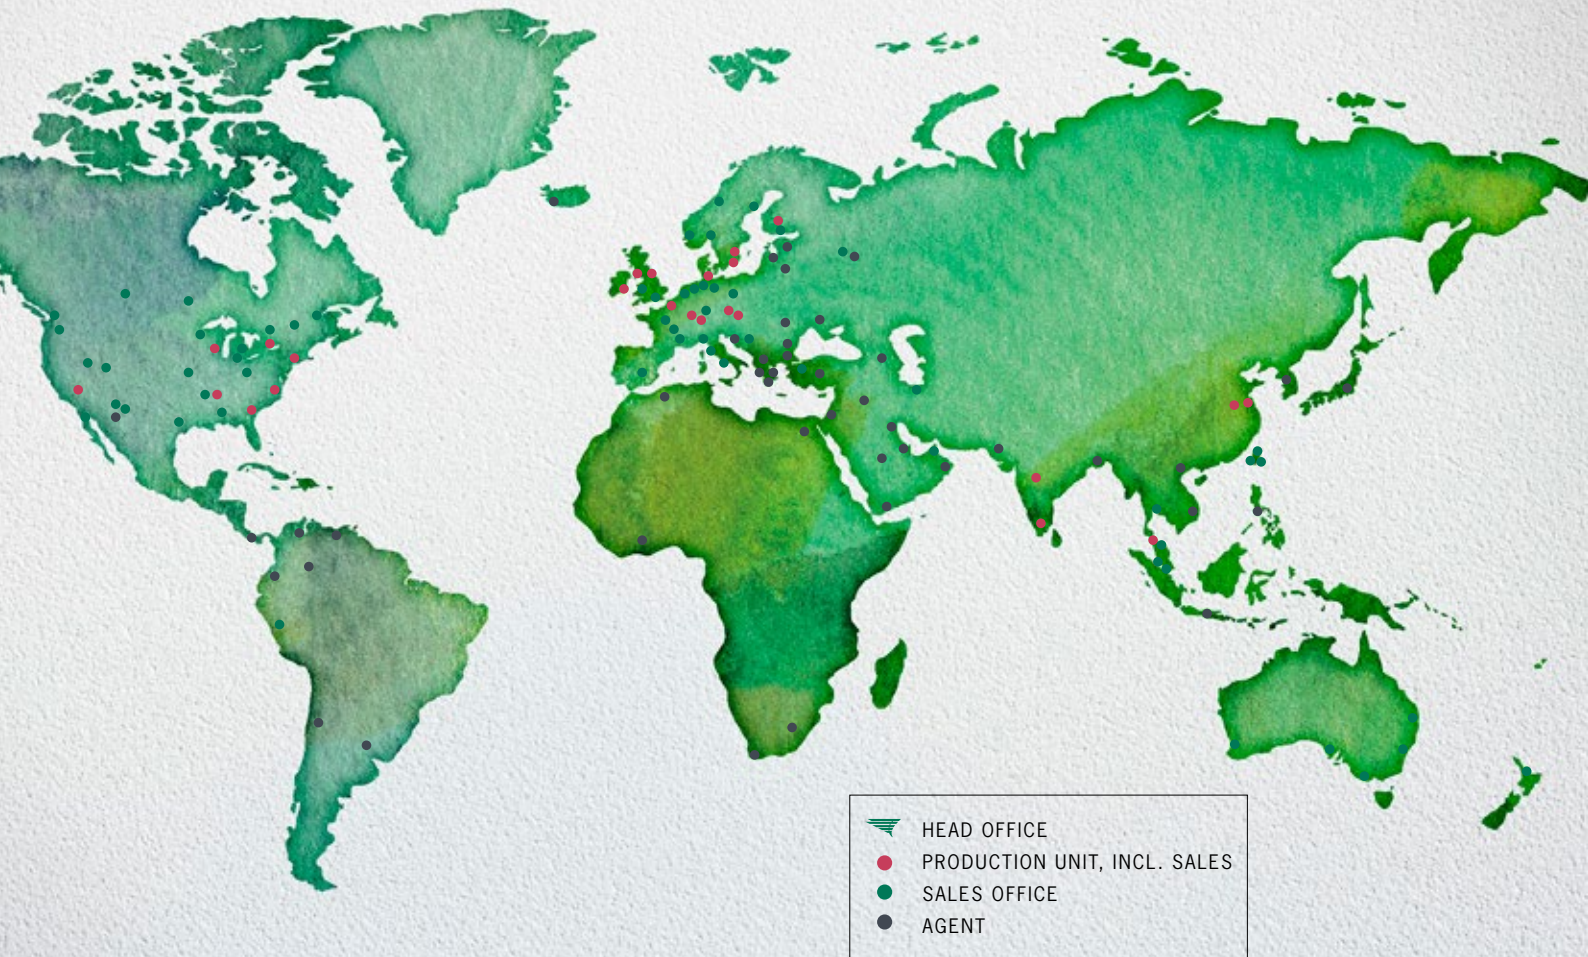 HEAD OFFICE
PRODUCTION UNIT, INCL. SALES
SALES OFFICE
AGENT